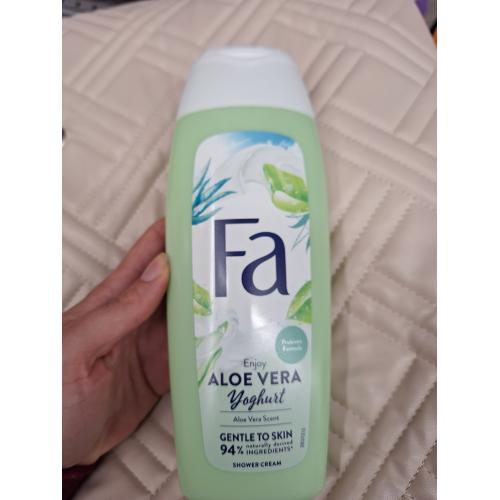 Fa
Probiotic
Formula
Enjoy
ALOE VERA
Yoghurt
Aloe Vera Scent
GENTLE TO SKIN
94% naturally derived
INGREDIENTS*
SHOWER CREAM